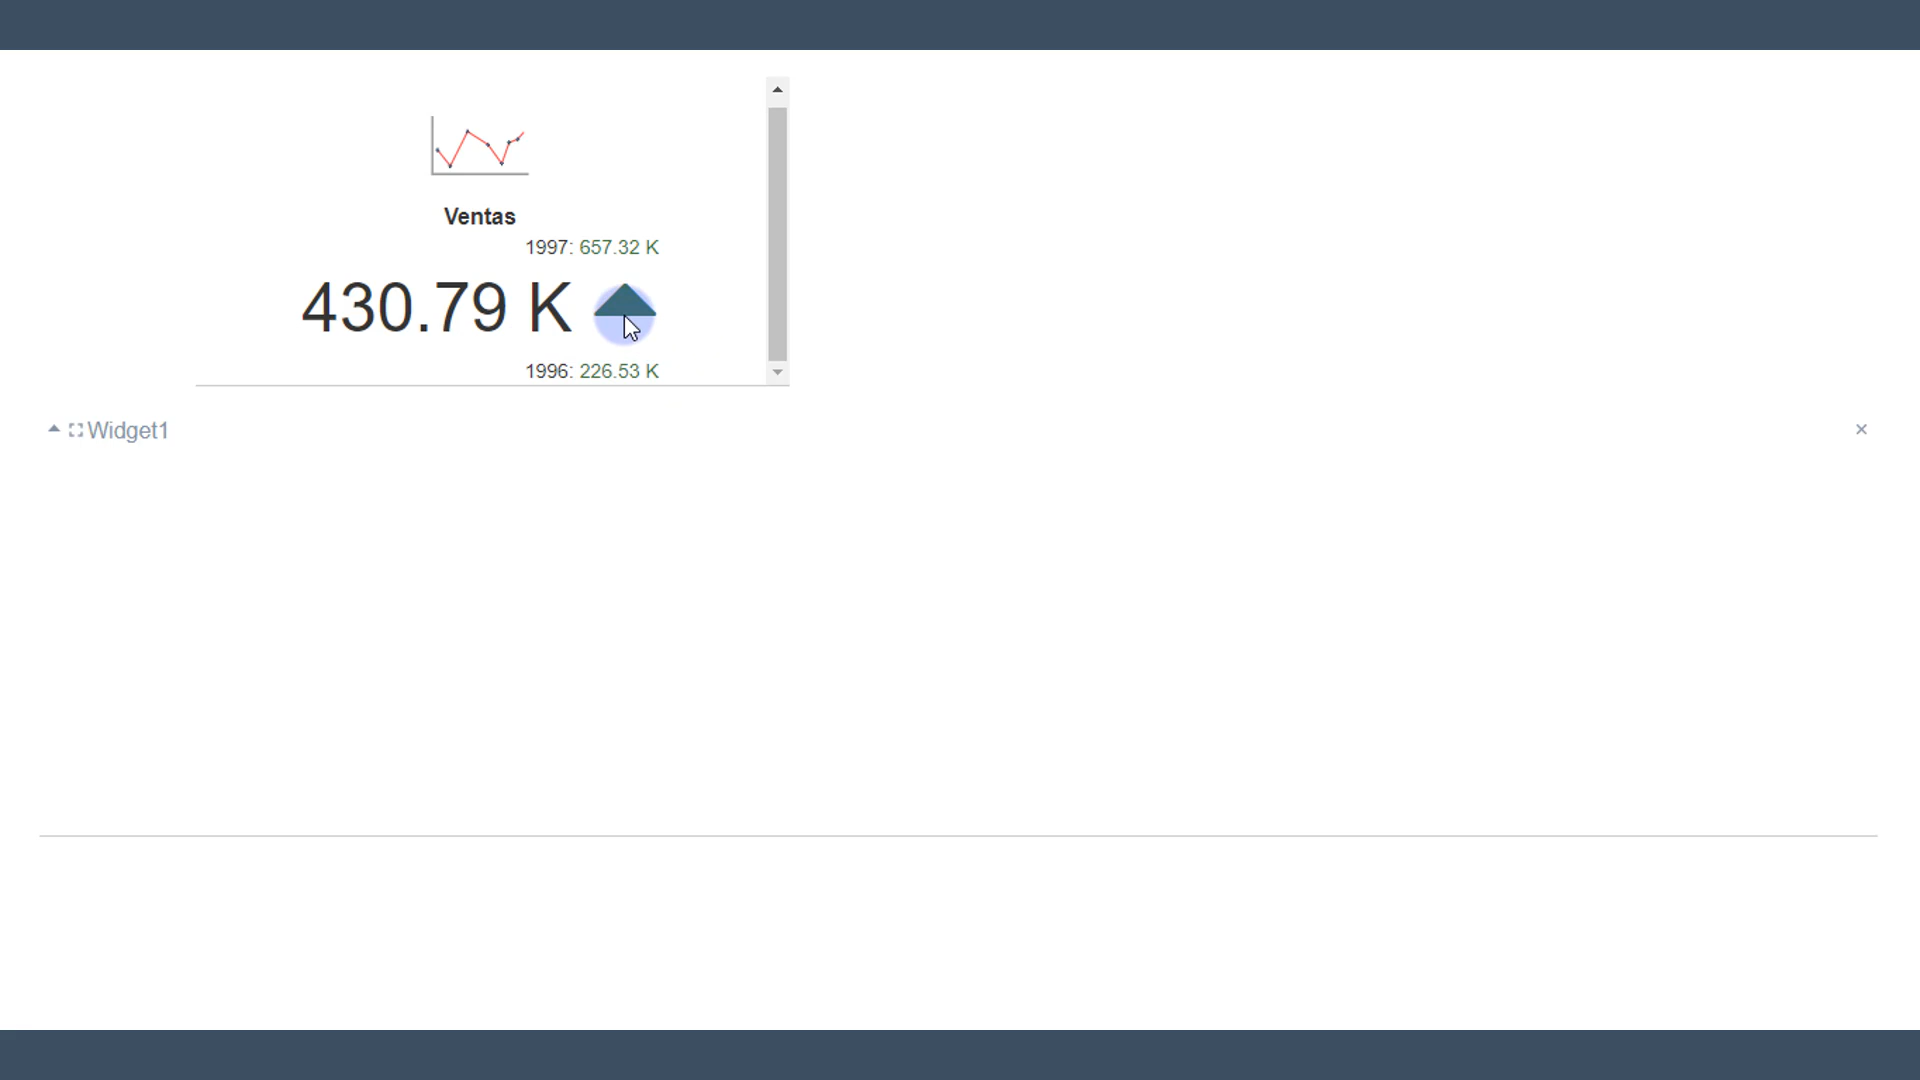 Ventas
1997: 657.32 K
430.79 K
1996: 226.53 K
Widget1